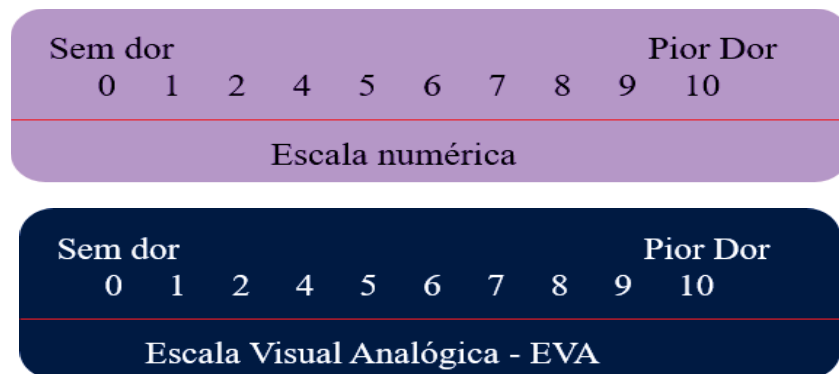 Sem dor Pior Dor
0 1 2 4 5 6 7 8 9 10
Escala numérica
Sem dor Pior Dor
0 1 2 4 5 6 7 8 9 10
Escala Visual Analógica - EVA